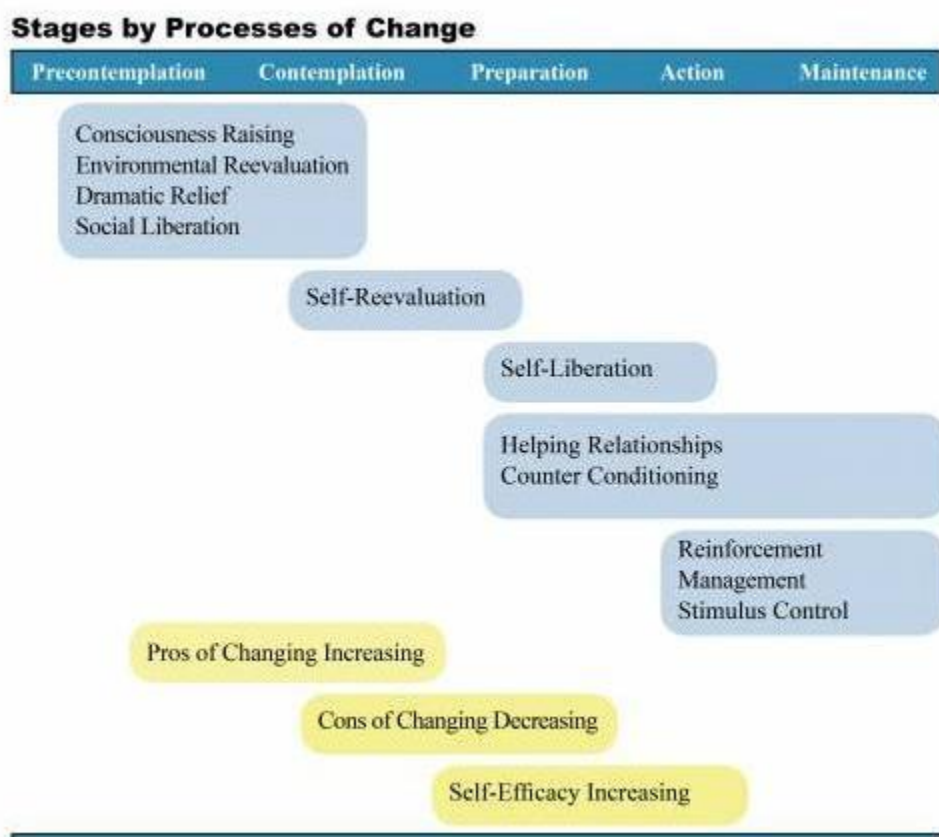 Stages by Processes of Change
Precontemplation Contemplation Preparation Action Maintenance
Consciousness Raising
Environmental Reevaluation
Dramatic Relief
Social Liberation
Self-Reevaluation
Self-Liberation
Helping Relationships
Counter Conditioning
Reinforcement
Management
Stimulus Control
Pros of Changing Increasing
Cons of Changing Decreasing
Self-Efficacy Increasing